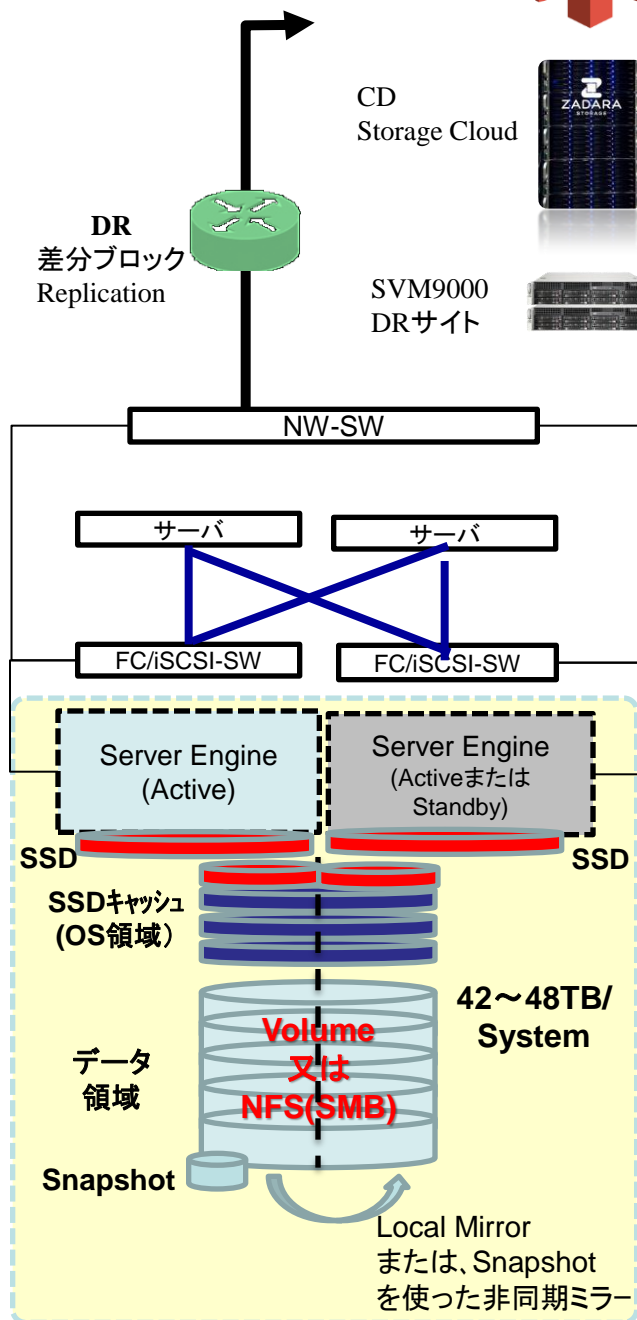 CD
Storage Cloud
ZADARA
STORAGE
DR
差分ブロック
Replication
SVM9000
DRサイト
NW-SW
サーバ
サーバ
FC/iSCSI-SW
FC/iSCSI-SW
Server Engine
(Active)
Server Engine
(Activeまたは
Standby)
SSD
SSD
SSDキャッシュ
(OS領域）
42～48TB/
System
Volume
又は
NFS(SMB)
データ
領域
Snapshot
Local Mirror
または、Snapshot
を使った非同期ミラー